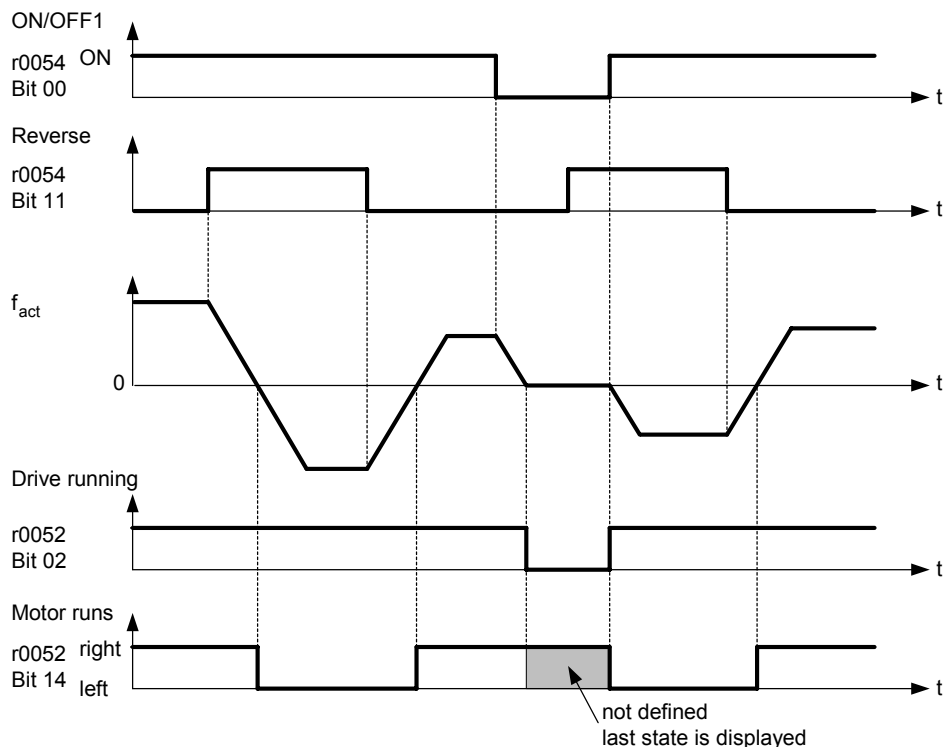 ON/OFF1
r0054 ON
Bit 00
t
Reverse
r0054
Bit 11
t
fact
0
t
Drive running
r0052
Bit 02
t
Motor runs
r0052 right
Bit 14 left
t
not defined
last state is displayed